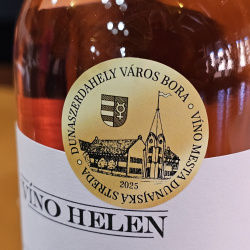 DUNASZERDAHELY VÁROS BORA • VÍNO MESTA DUNAJSKÁ STREDA •
2025
VÍNO HELEN